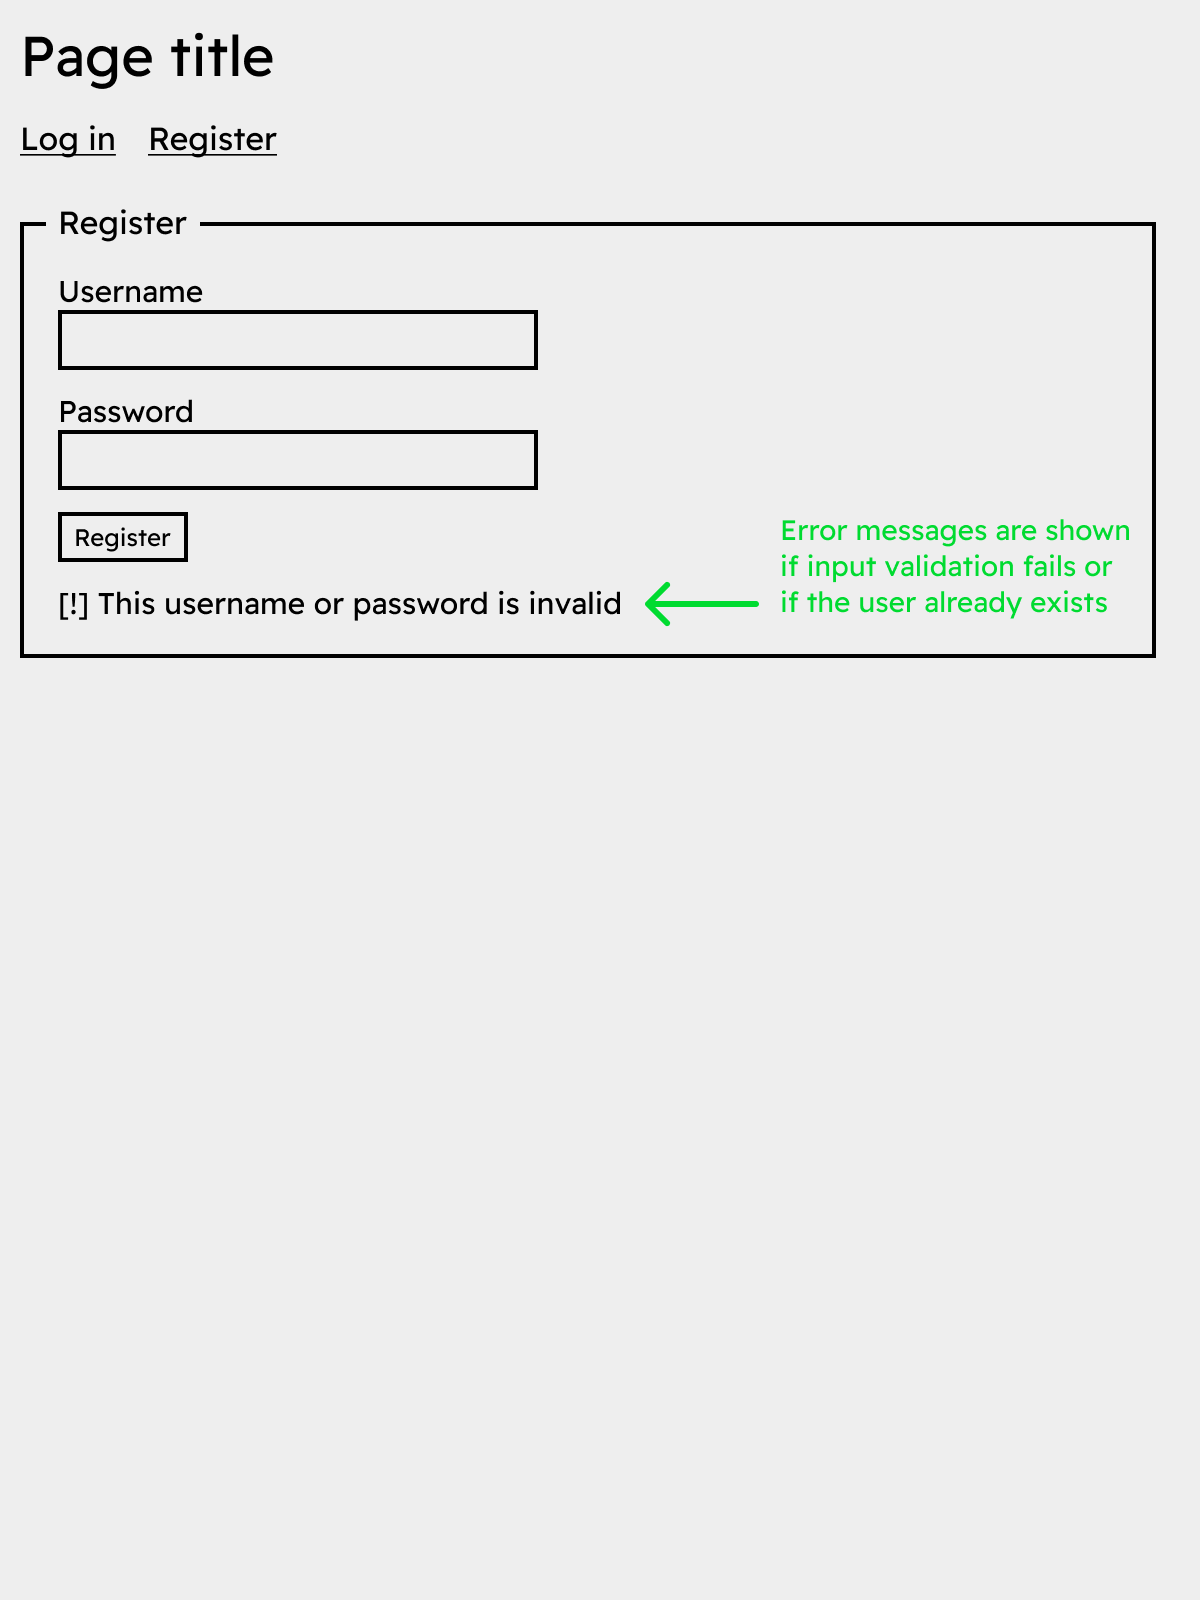 Page title
Log in Register
Register
Username
Password
Register
[!] This username or password is invalid
Error messages are shown
if input validation fails or
if the user already exists